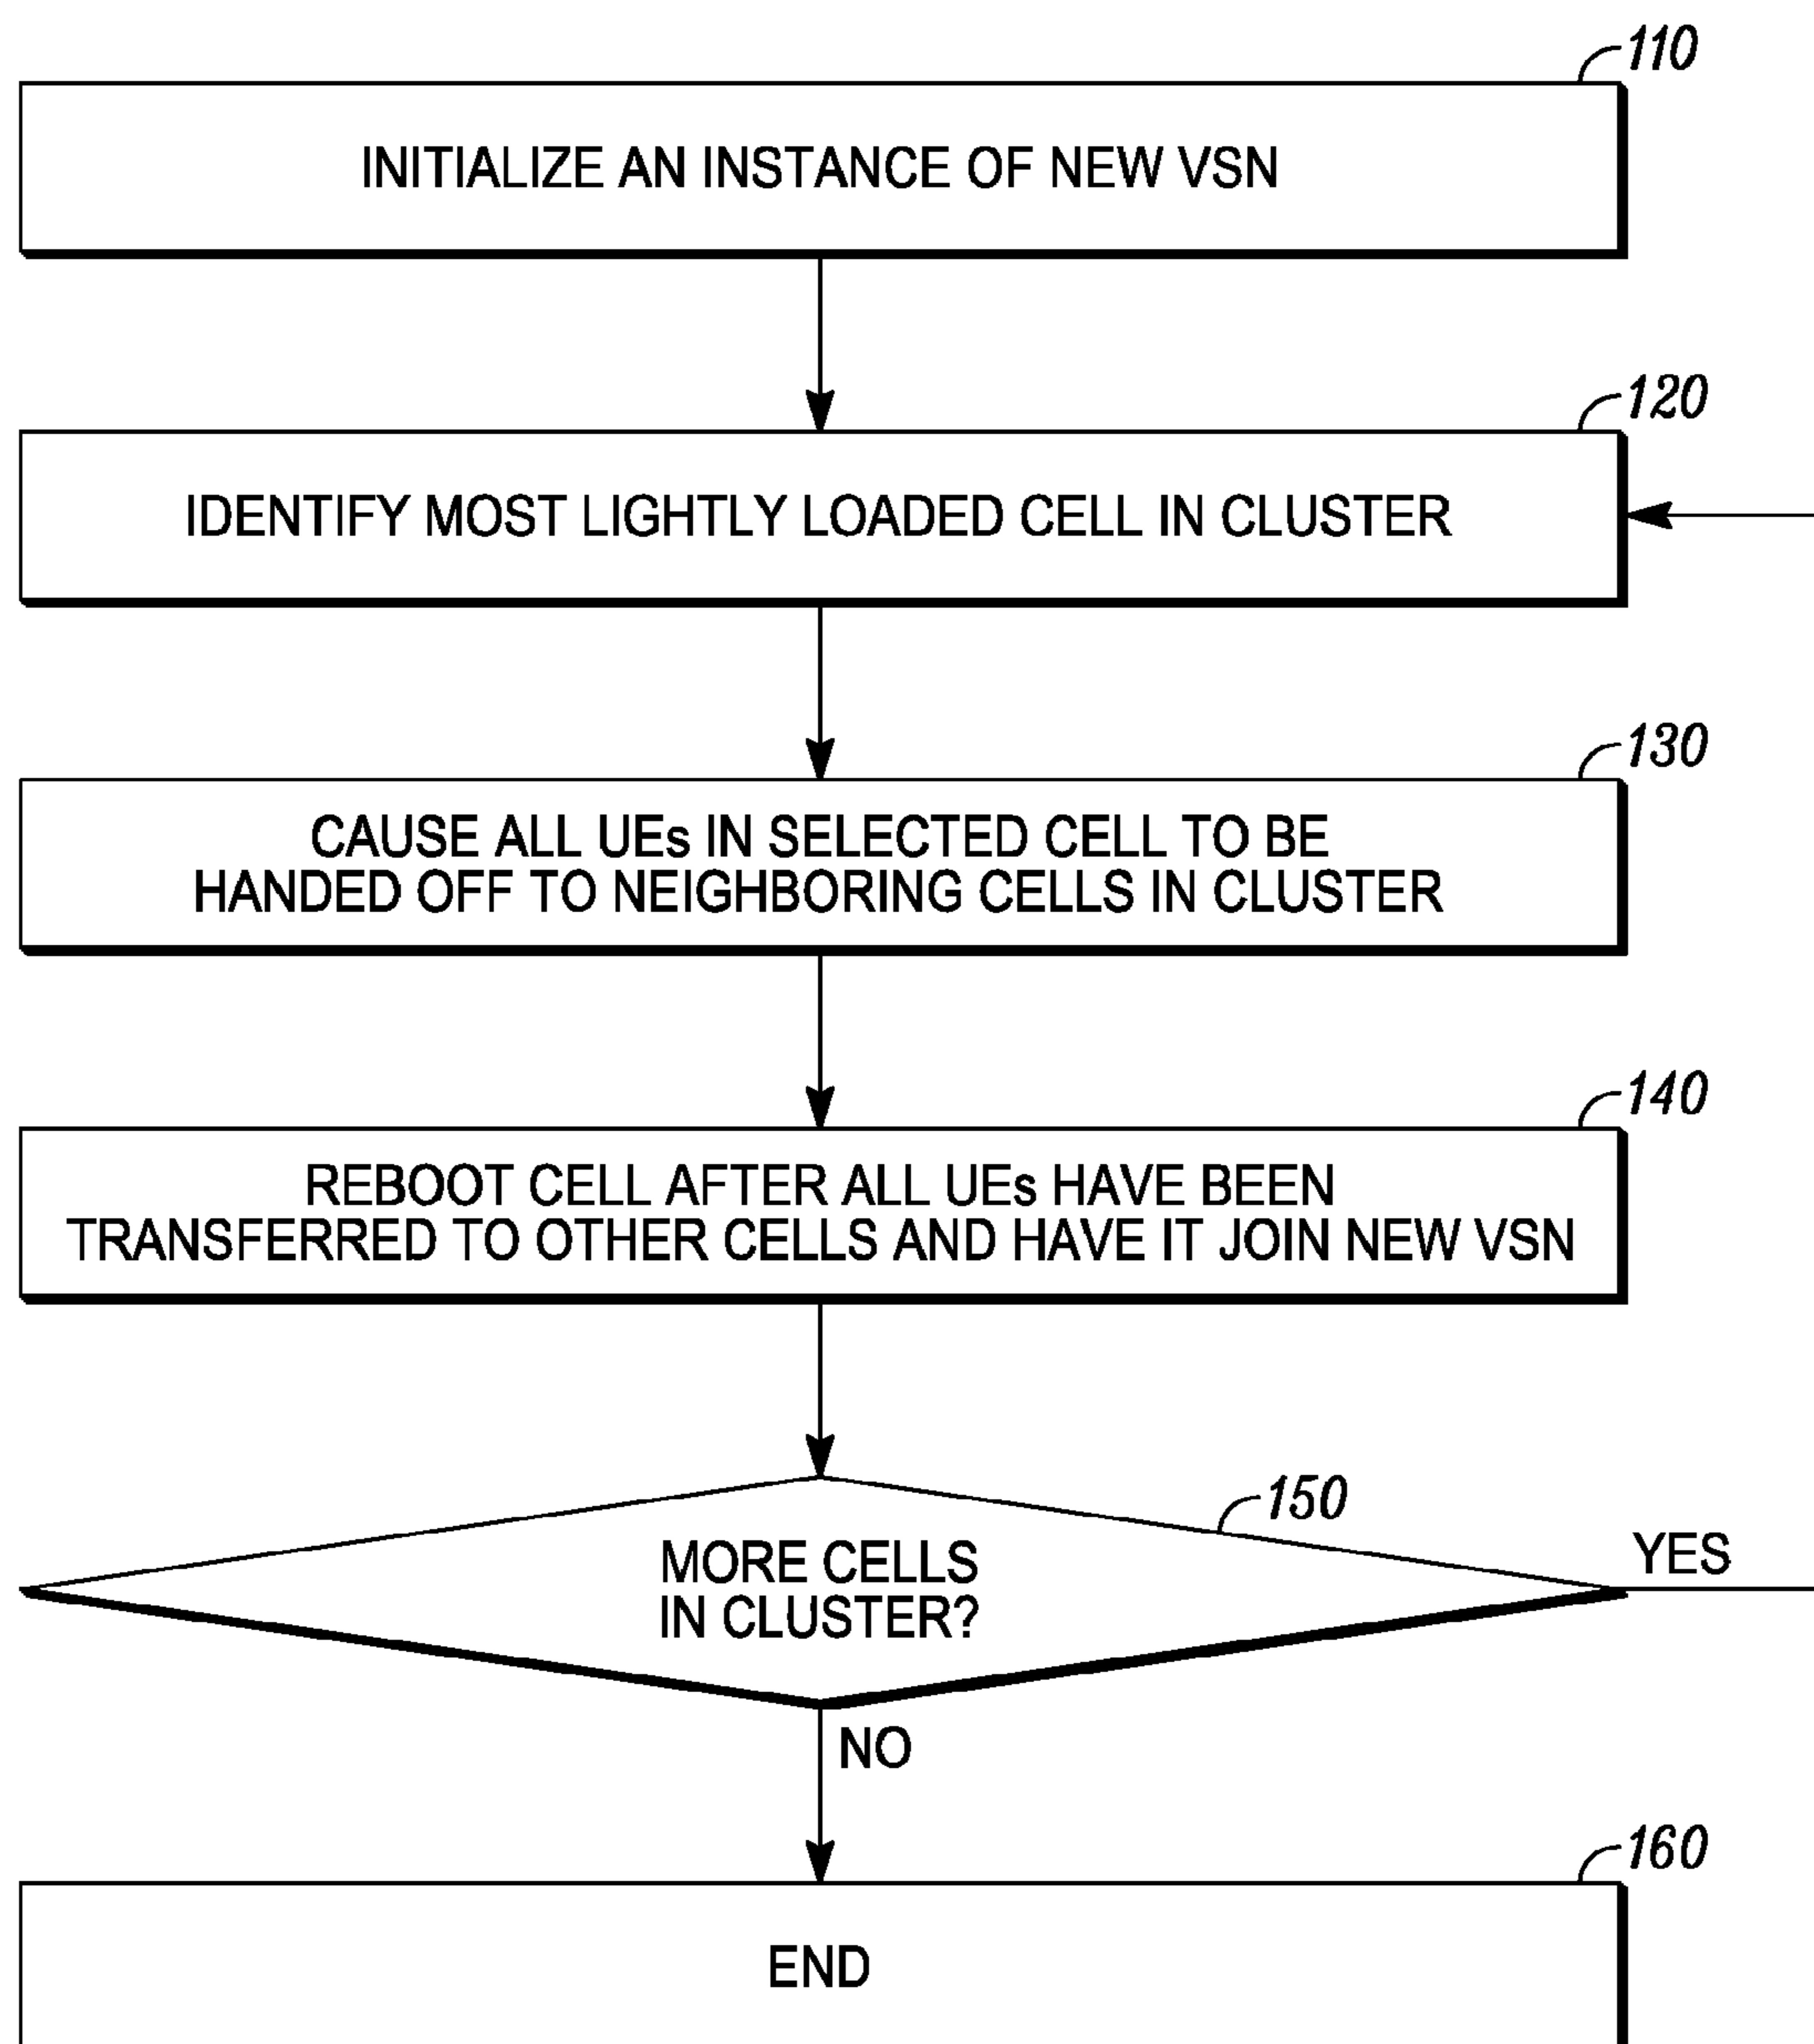 110
INITIALIZE AN INSTANCE OF NEW VSN
120
IDENTIFY MOST LIGHTLY LOADED CELL IN CLUSTER
130
CAUSE ALL UEs IN SELECTED CELL TO BE
HANDED OFF TO NEIGHBORING CELLS IN CLUSTER
140
REBOOT CELL AFTER ALL UEs HAVE BEEN
TRANSFERRED TO OTHER CELLS AND HAVE IT JOIN NEW VSN
150
MORE CELLS
IN CLUSTER?
YES
NO
160
END